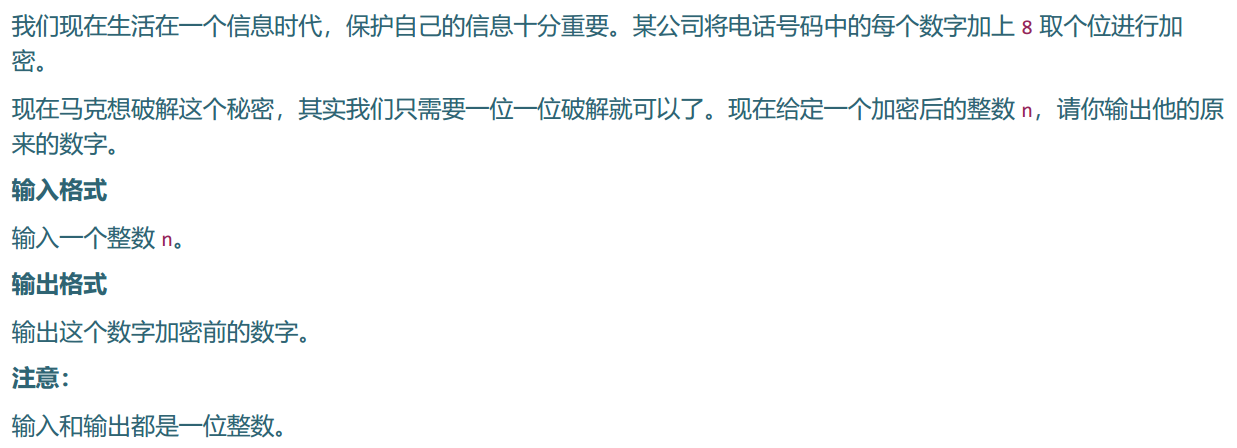 我们现在生活在一个信息时代，保护自己的信息十分重要。某公司将电话号码中的每个数字加上 8 取个位进行加
密。
现在马克想破解这个秘密，其实我们只需要一位一位破解就可以了。现在给定一个加密后的整数 n，请你输出他的原
来的数字。
输入格式
输入一个整数 n。
输出格式
输出这个数字加密前的数字。
注意：
输入和输出都是一位整数。